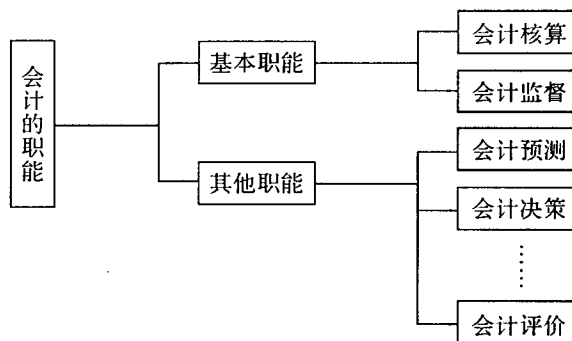 会计的职能
基本职能
会计核算
会计监督
其他职能
会计预测
会计决策
……
会计评价